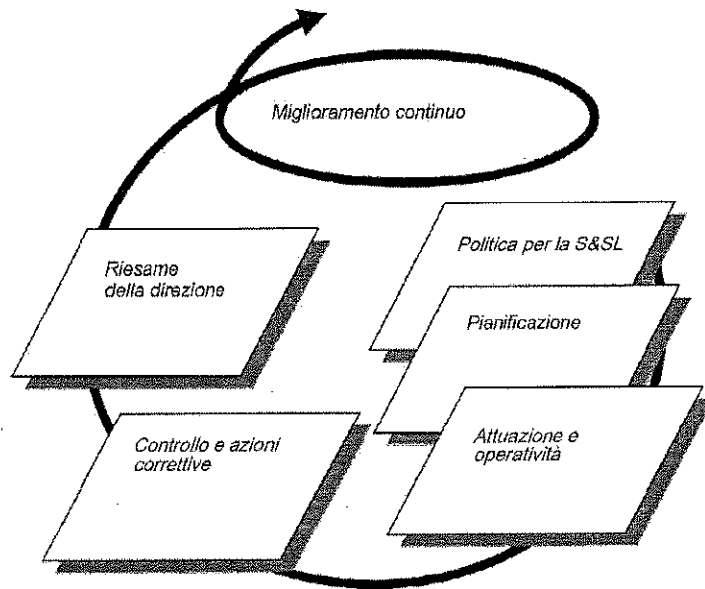 Miglioramento continuo
Politica per la S&SL
Pianificazione
Attuazione e
operatività
Controllo e azioni
correttive
Riesame
della direzione